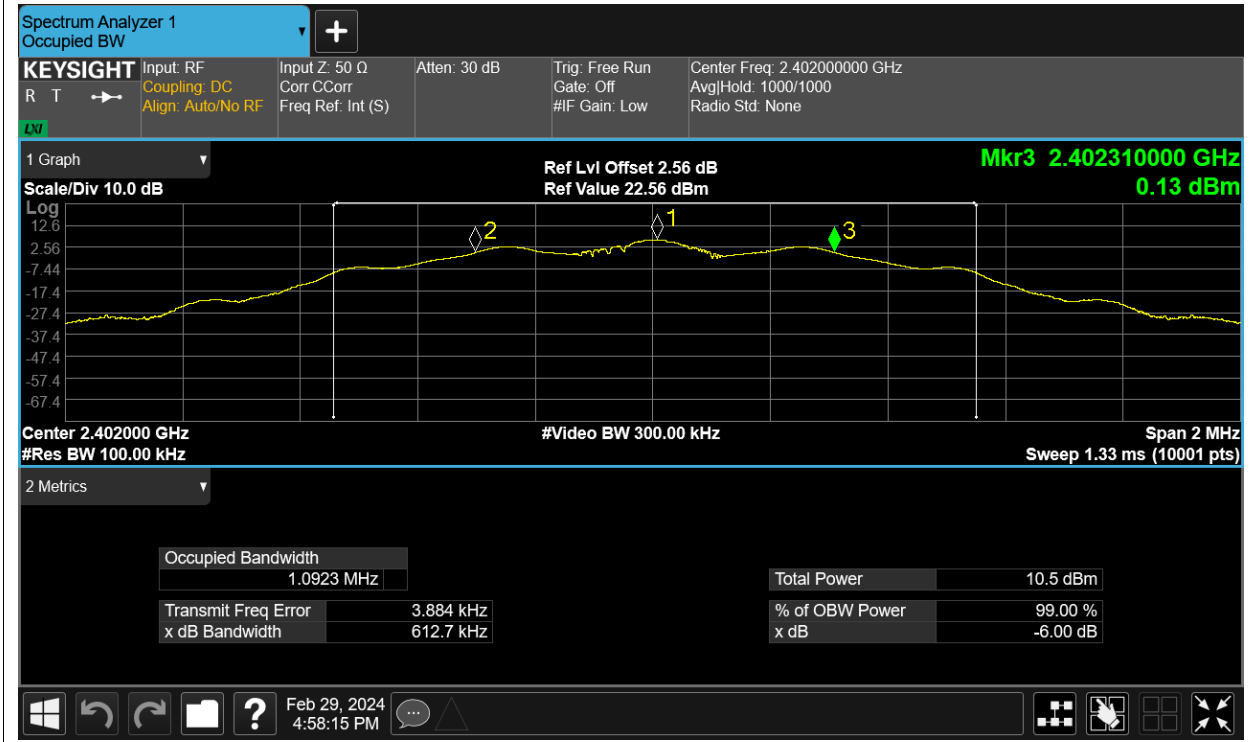 Spectrum Analyzer 1
Occupied BW
KEYSIGHT
R T
LXI
Input: RF
Coupling: DC
Align: Auto/No RF
Input Z: 50 Ω
Corr CCorr
Freq Ref: Int (S)
Atten: 30 dB
Trig: Free Run
Gate: Off
#IF Gain: Low
Center Freq: 2.402000000 GHz
Avg|Hold: 1000/1000
Radio Std: None
1 Graph
Scale/Div 10.0 dB
Ref Lvl Offset 2.56 dB
Ref Value 22.56 dBm
Mkr3 2.402310000 GHz
0.13 dBm
Log
12.6
2.56
-7.44
-17.4
-27.4
-37.4
-47.4
-57.4
-67.4
2
1
3
Center 2.402000 GHz
#Video BW 300.00 kHz
Span 2 MHz
#Res BW 100.00 kHz
Sweep 1.33 ms (10001 pts)
2 Metrics
Occupied Bandwidth
1.0923 MHz
Total Power 10.5 dBm
Transmit Freq Error 3.884 kHz
% of OBW Power 99.00 %
x dB Bandwidth 612.7 kHz
x dB -6.00 dB
?
Feb 29, 2024
4:58:15 PM